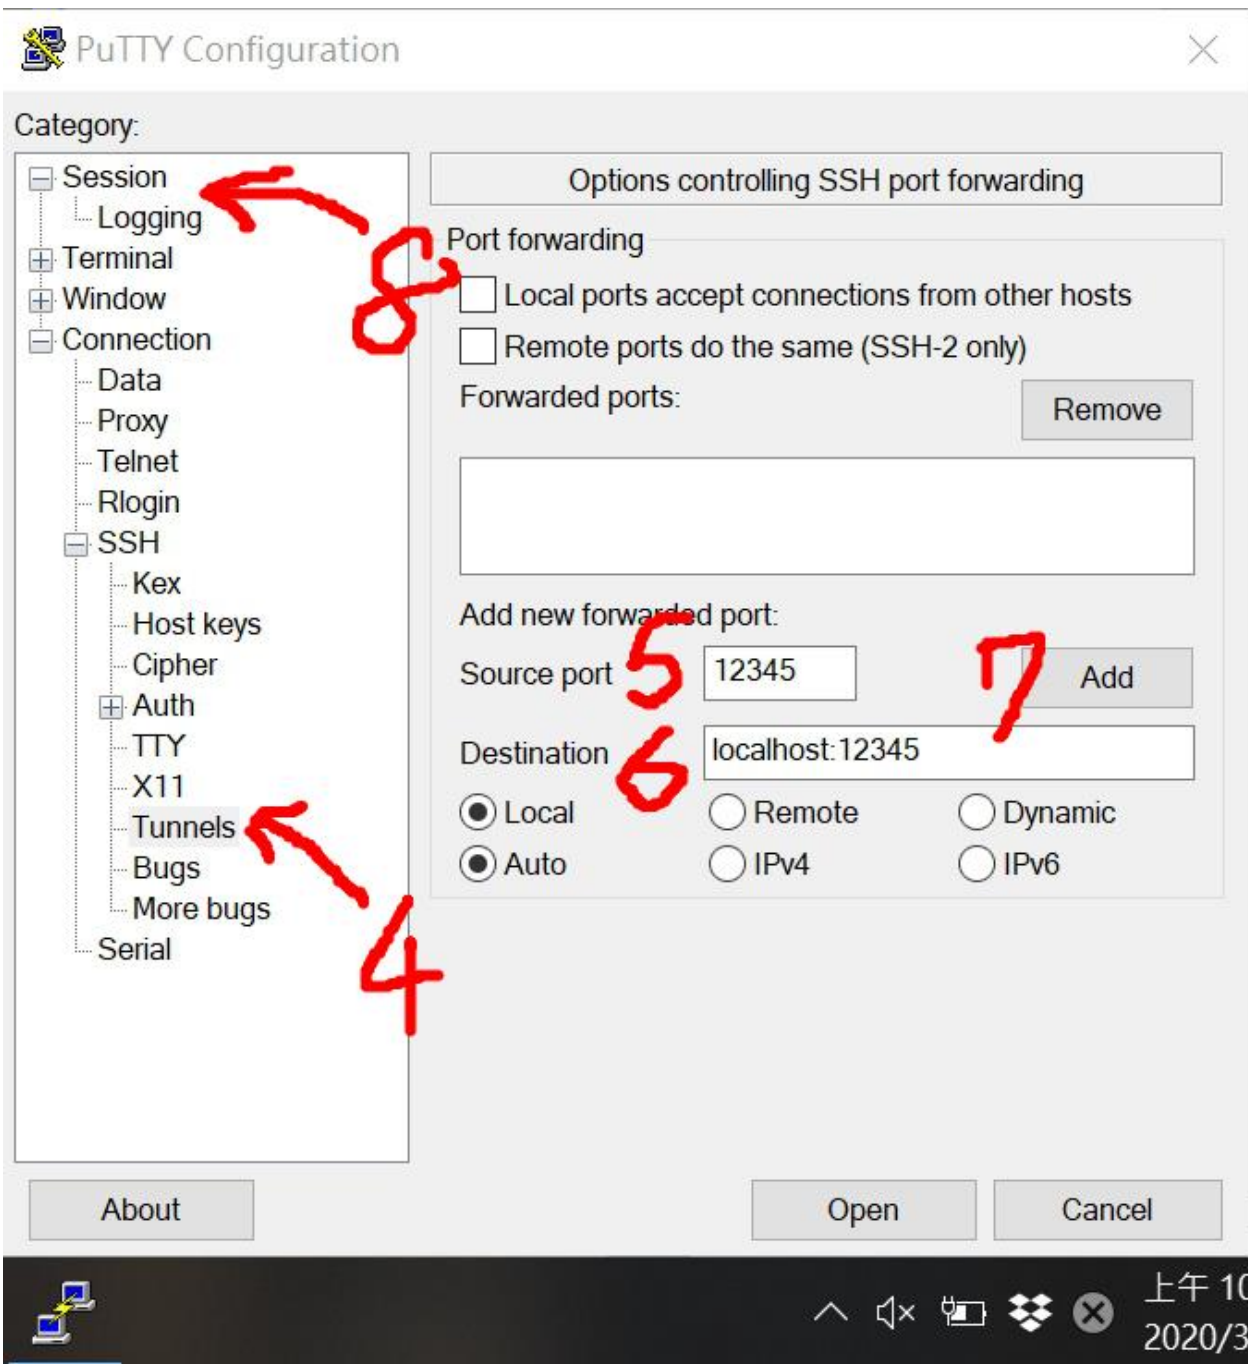 PuTTY Configuration
Category:
Session
Logging
Terminal
Window
Connection
Data
Proxy
Telnet
Rlogin
SSH
Kex
Host keys
Cipher
Auth
TTY
X11
Tunnels
Bugs
More bugs
Serial
8
4
Options controlling SSH port forwarding
Port forwarding
Local ports accept connections from other hosts
Remote ports do the same (SSH-2 only)
Forwarded ports:
Remove
Add new forwarded port:
Source port 5 12345 7 Add
Destination 6 localhost:12345
Local Remote Dynamic
Auto IPv4 IPv6
About Open Cancel
上午 10
2020/3